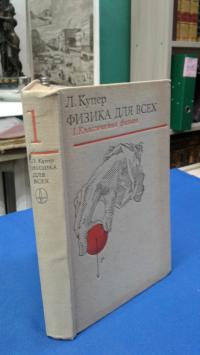 Л. Купер
ФИЗИКА ДЛЯ ВСЕХ
1. Классическая физика
1
Л. Купер
ФИЗИКА
ДЛЯ
ВСЕХ